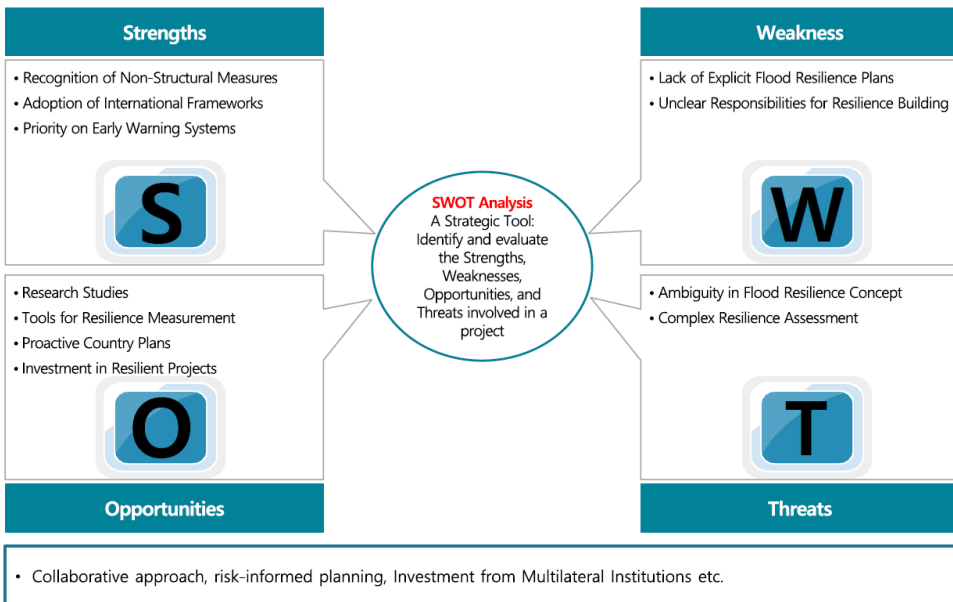 Strengths
• Recognition of Non-Structural Measures
• Adoption of International Frameworks
• Priority on Early Warning Systems
S
Weakness
• Lack of Explicit Flood Resilience Plans
• Unclear Responsibilities for Resilience Building
W
SWOT Analysis
A Strategic Tool:
Identify and evaluate
the Strengths,
Weaknesses,
Opportunities, and
Threats involved in a
project
• Research Studies
• Tools for Resilience Measurement
• Proactive Country Plans
• Investment in Resilient Projects
O
Opportunities
• Ambiguity in Flood Resilience Concept
• Complex Resilience Assessment
T
Threats
• Collaborative approach, risk-informed planning, Investment from Multilateral Institutions etc.